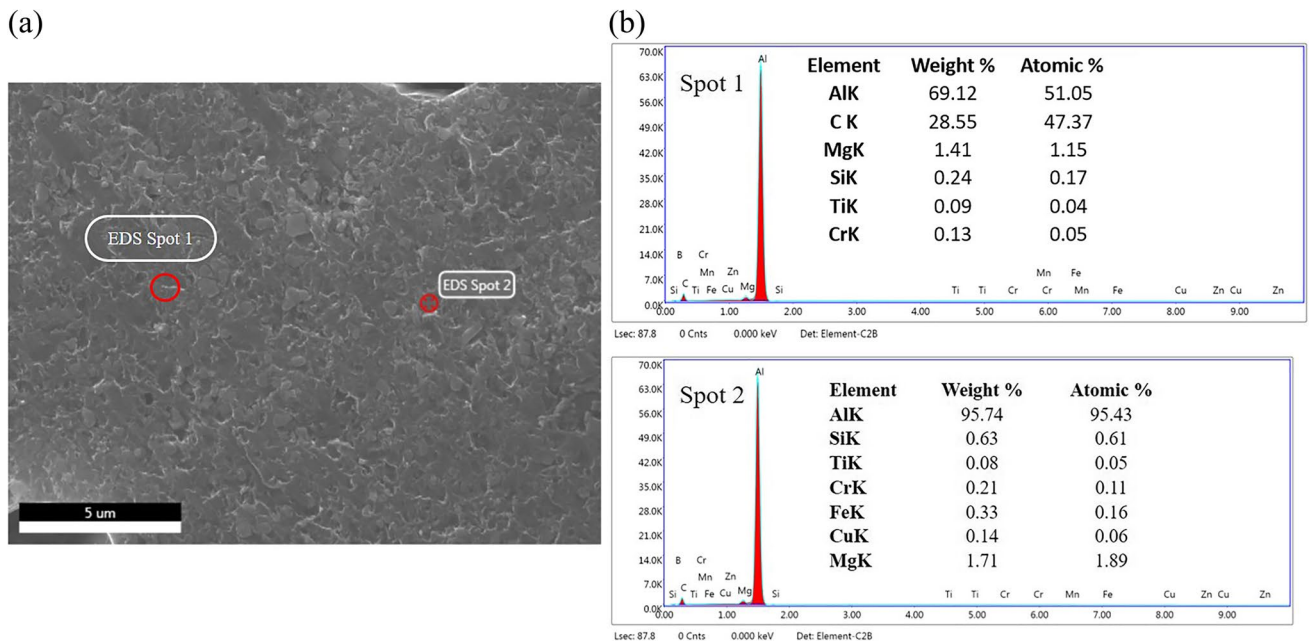 (a)
(b)
EDS Spot 1
EDS Spot 2
5 um
Spot 1
Element Weight % Atomic %
AlK 69.12 51.05
C K 28.55 47.37
MgK 1.41 1.15
SiK 0.24 0.17
TiK 0.09 0.04
CrK 0.13 0.05
70.0K
63.0K
56.0K
49.0K
42.0K
35.0K
28.0K
21.0K
14.0K
7.0K
0.0K
Al
B Cr
Mn Zn
Si C Ti Fe Cu Mg Si
Mn Fe
Ti Ti Cr Cr Mn Fe Cu Zn Cu Zn
0.00 1.00 2.00 3.00 4.00 5.00 6.00 7.00 8.00 9.00
Lsec: 87.8 0 Cnts 0.000 keV Det: Element-C2B
Spot 2
Element Weight % Atomic %
AlK 95.74 95.43
SiK 0.63 0.61
TiK 0.08 0.05
CrK 0.21 0.11
FeK 0.33 0.16
CuK 0.14 0.06
MgK 1.71 1.89
70.0K
63.0K
56.0K
49.0K
42.0K
35.0K
28.0K
21.0K
14.0K
7.0K
0.0K
Al
B Cr
Mn Zn
Si C Ti Fe Cu Mg Si
Ti Ti Cr Cr Mn Fe Cu Zn Cu Zn
0.00 1.00 2.00 3.00 4.00 5.00 6.00 7.00 8.00 9.00
Lsec: 87.8 0 Cnts 0.000 keV Det: Element-C2B